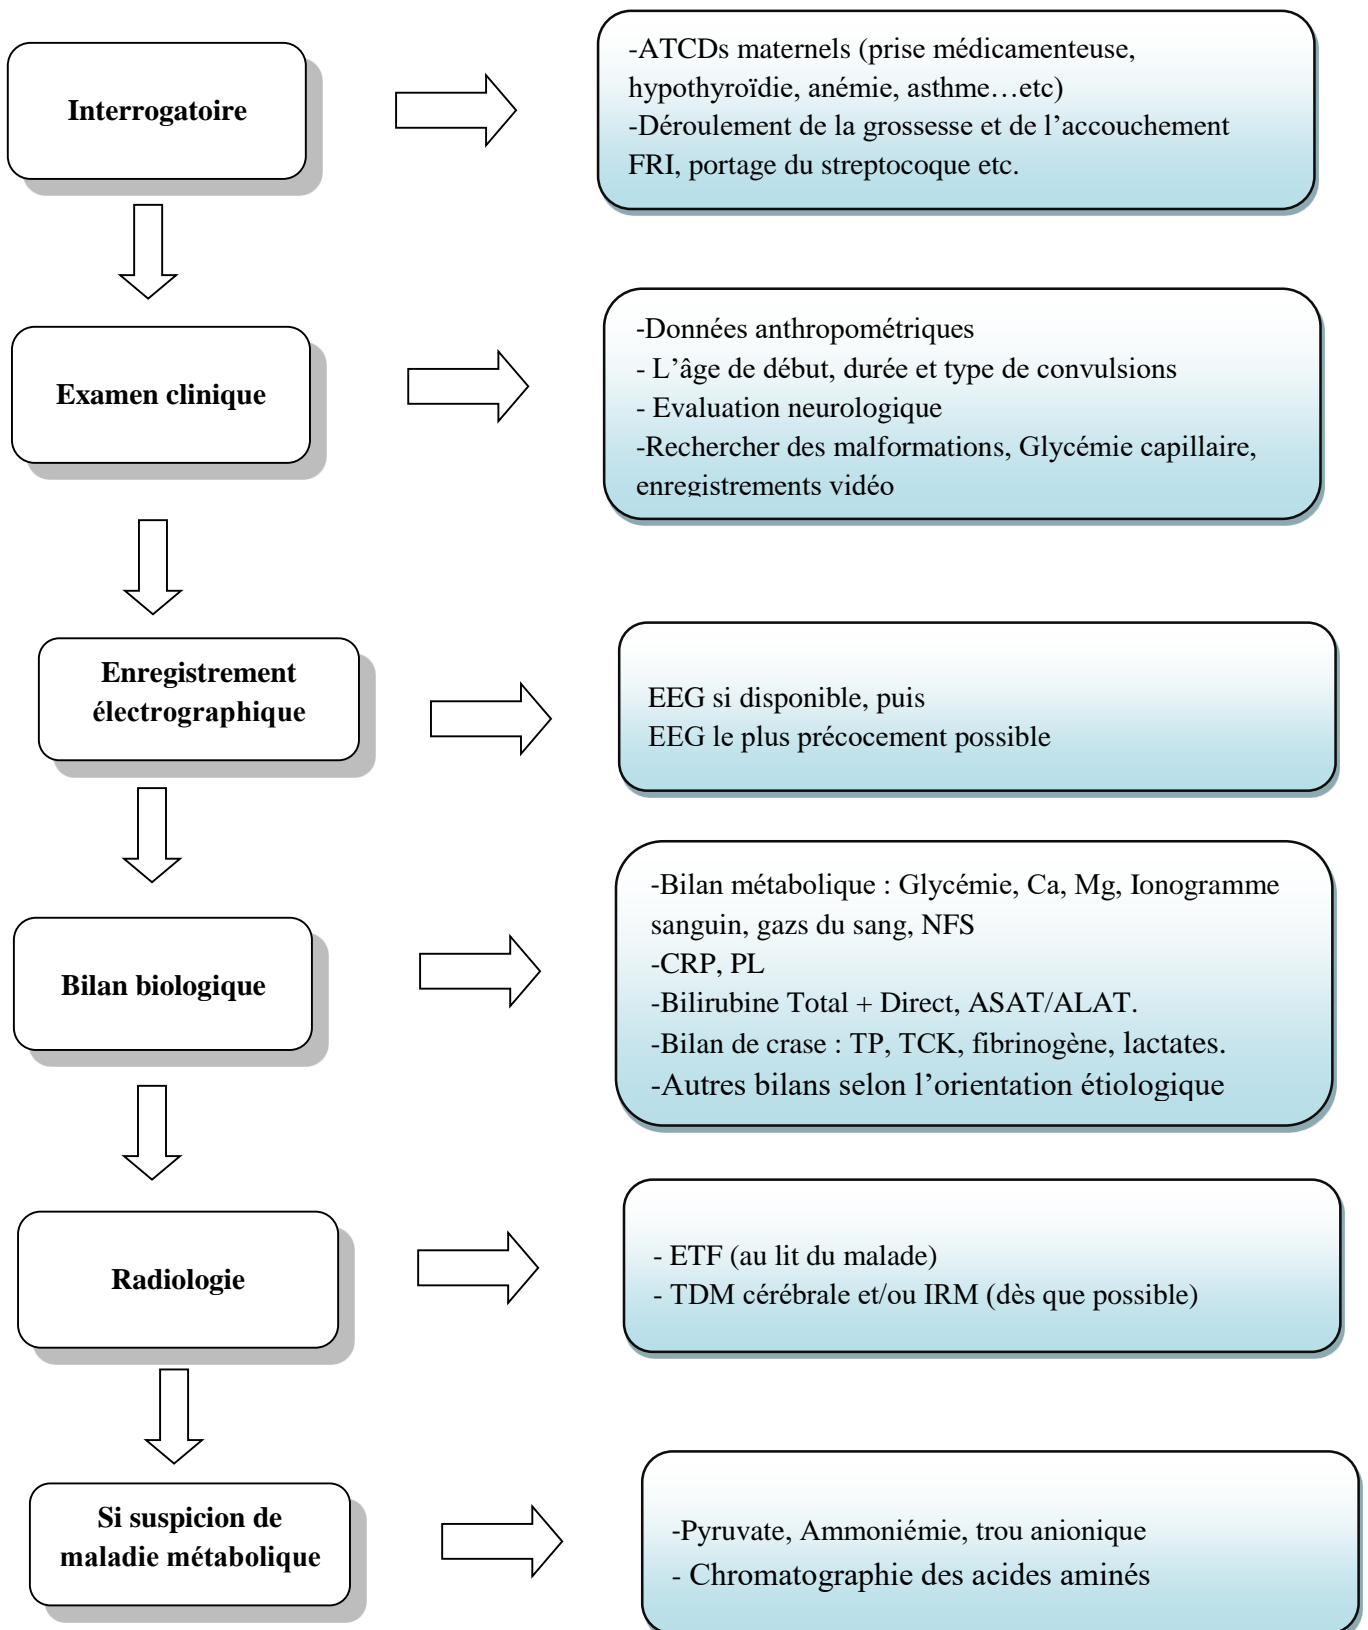 Interrogatoire
-ATCDs maternels (prise médicamenteuse,
hypothyroïdie, anémie, asthme…etc)
-Déroulement de la grossesse et de l’accouchement
FRI, portage du streptocoque etc.
Examen clinique
-Données anthropométriques
- L’âge de début, durée et type de convulsions
- Evaluation neurologique
-Rechercher des malformations, Glycémie capillaire,
enregistrements vidéo
Enregistrement
électrographique
EEG si disponible, puis
EEG le plus précocement possible
Bilan biologique
-Bilan métabolique : Glycémie, Ca, Mg, Ionogramme
sanguin, gazs du sang, NFS
-CRP, PL
-Bilirubine Total + Direct, ASAT/ALAT.
-Bilan de crase : TP, TCK, fibrinogène, lactates.
-Autres bilans selon l’orientation étiologique
Radiologie
- ETF (au lit du malade)
- TDM cérébrale et/ou IRM (dès que possible)
Si suspicion de
maladie métabolique
-Pyruvate, Ammoniémie, trou anionique
- Chromatographie des acides aminés